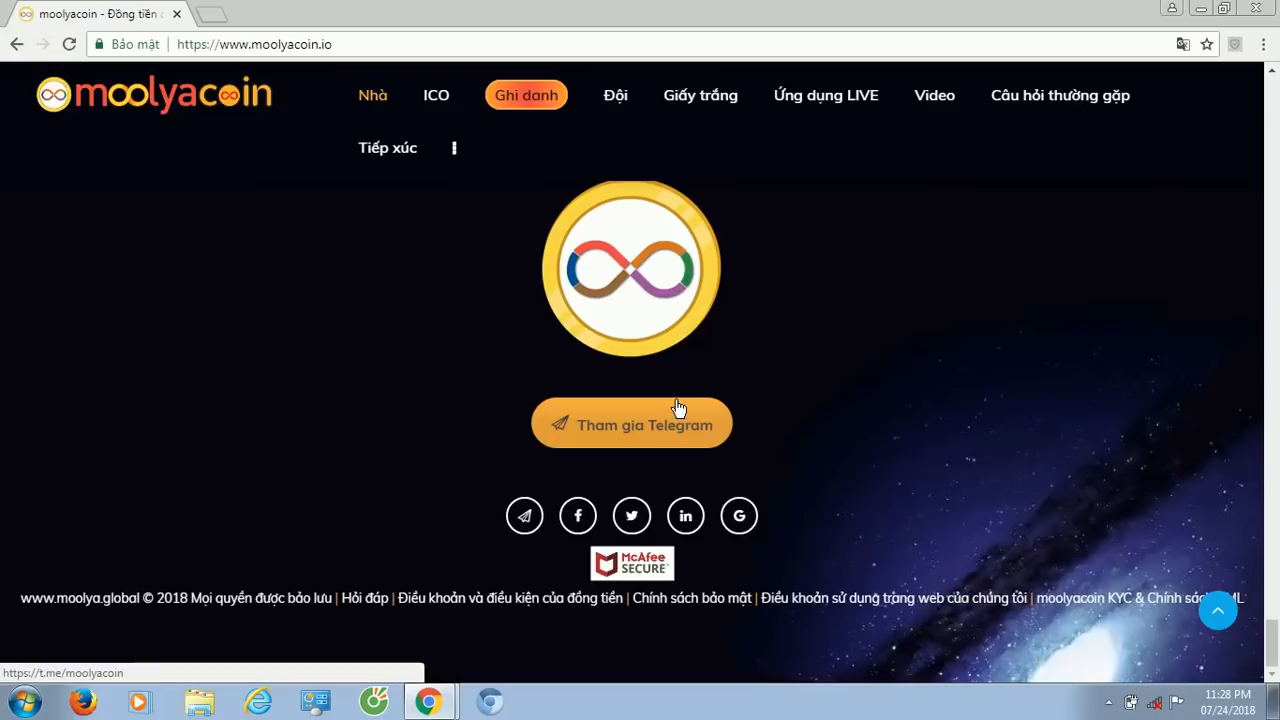 moolyacoin - Đồng tiền
Bảo mật
https://www.moolyacoin.io
moolyacoin
Nhà
ICO
Ghi danh
Đội
Giấy trắng
Ứng dụng LIVE
Video
Câu hỏi thường gặp
Tiếp xúc
Tham gia Telegram
McAfee
SECURE
www.moolya.global © 2018 Mọi quyền được bảo lưu | Hỏi đáp | Điều khoản và điều kiện của đồng tiền | Chính sách bảo mật | Điều khoản sử dụng trang web của chúng tôi | moolyacoin KYC & Chính sác ML
https://t.me/moolyacoin
11:28 PM
07/24/2018